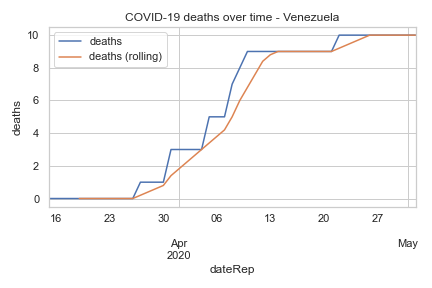 COVID-19 deaths over time - Venezuela
deaths
deaths (rolling)
10
8
6
4
2
0
deaths
16 23 30 06 13 20 27
Apr May
2020
dateRep